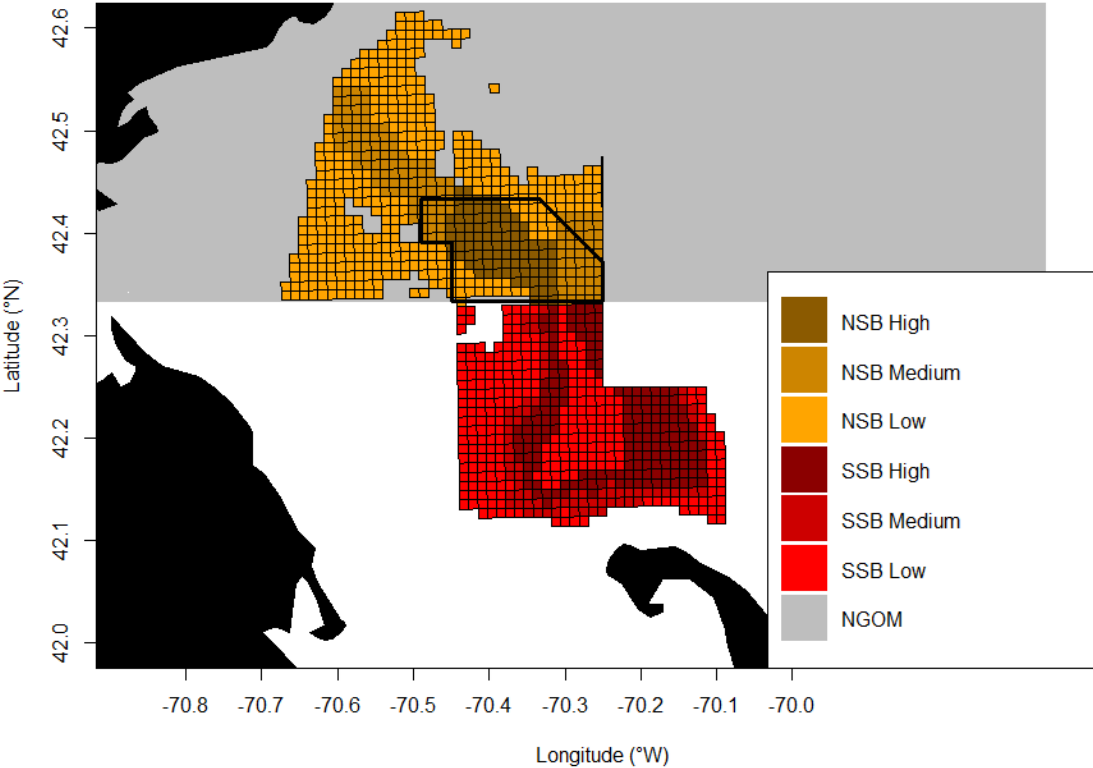 42.6
42.5
42.4
42.3
42.2
42.1
42.0
Latitude (°N)
NSB High
NSB Medium
NSB Low
SSB High
SSB Medium
SSB Low
NGOM
-70.8
-70.7
-70.6
-70.5
-70.4
-70.3
-70.2
-70.1
-70.0
Longitude (°W)